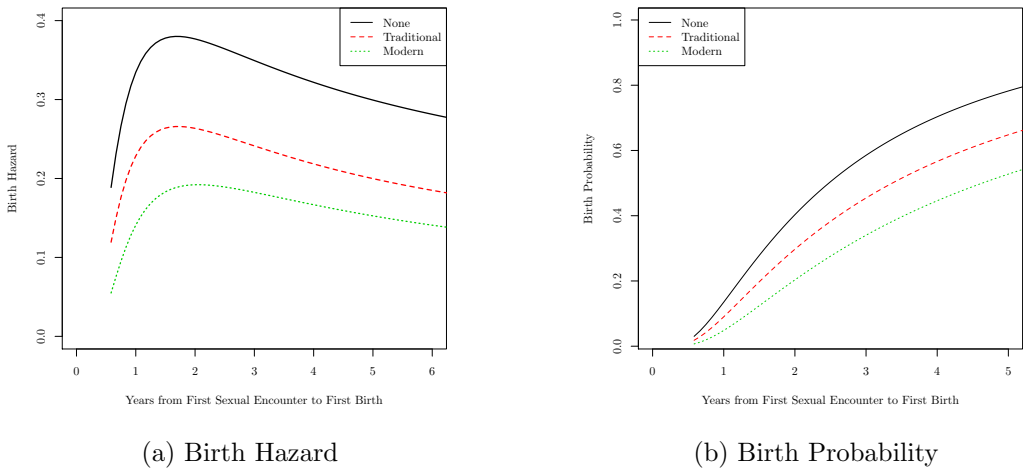 None
Traditional
Modern
Birth Hazard
0.4
0.3
0.2
0.1
0.0
0 1 2 3 4 5 6
Years from First Sexual Encounter to First Birth
(a) Birth Hazard
None
Traditional
Modern
Birth Probability
1.0
0.8
0.6
0.4
0.2
0.0
0 1 2 3 4 5
Years from First Sexual Encounter to First Birth
(b) Birth Probability